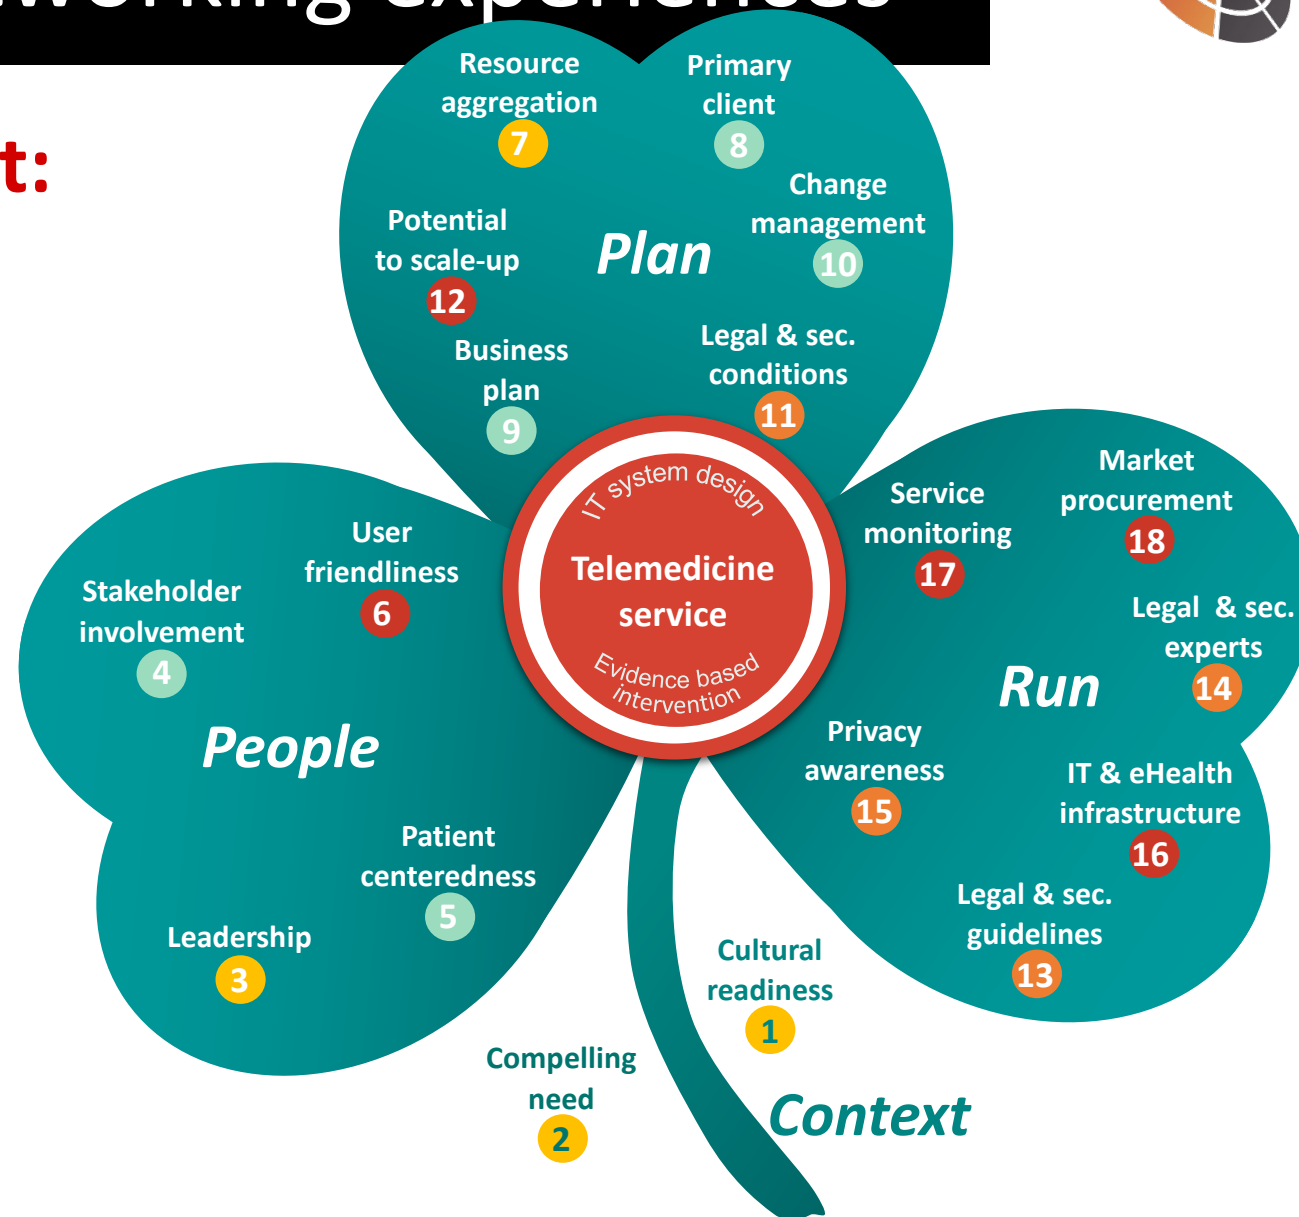 working experiences
t:
Resource
aggregation
7
Primary
client
8
Change
management
10
Potential
to scale-up
12
Plan
Business
plan
9
Legal & sec.
conditions
11
IT system design
Telemedicine
service
Evidence based
intervention
User
friendliness
6
Stakeholder
involvement
4
People
Patient
centeredness
5
Leadership
3
Service
monitoring
17
Market
procurement
18
Legal & sec.
experts
14
Run
Privacy
awareness
15
IT & eHealth
infrastructure
16
Legal & sec.
guidelines
13
Cultural
readiness
1
Compelling
need
2
Context